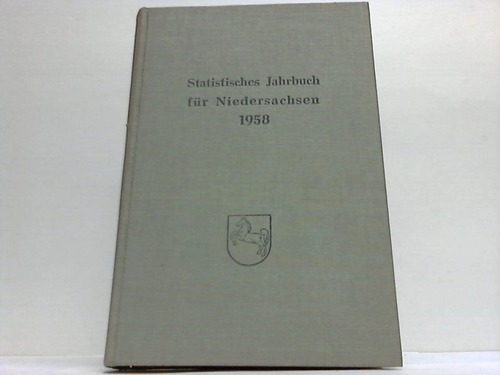 Statistisches Jahrbuch
für Niedersachsen
1958